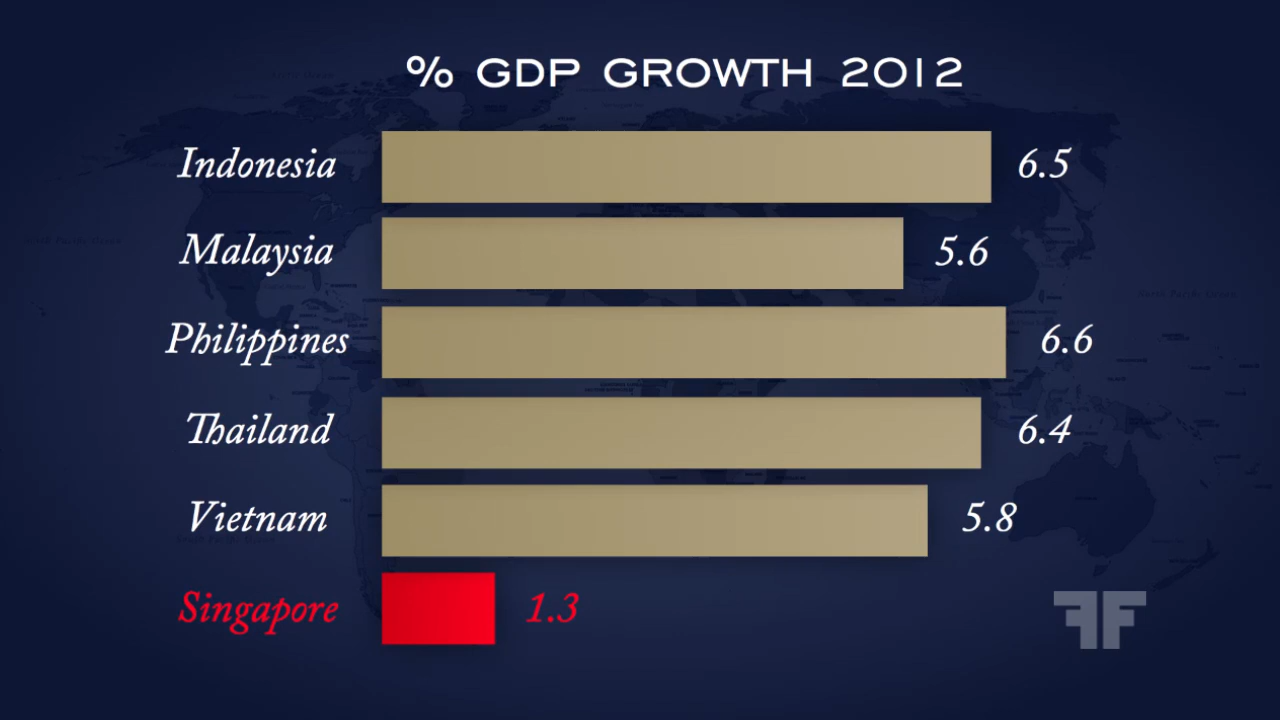 % GDP GROWTH 2012
Indonesia 6.5
Malaysia 5.6
Philippines 6.6
Thailand 6.4
Vietnam 5.8
Singapore 1.3
FF